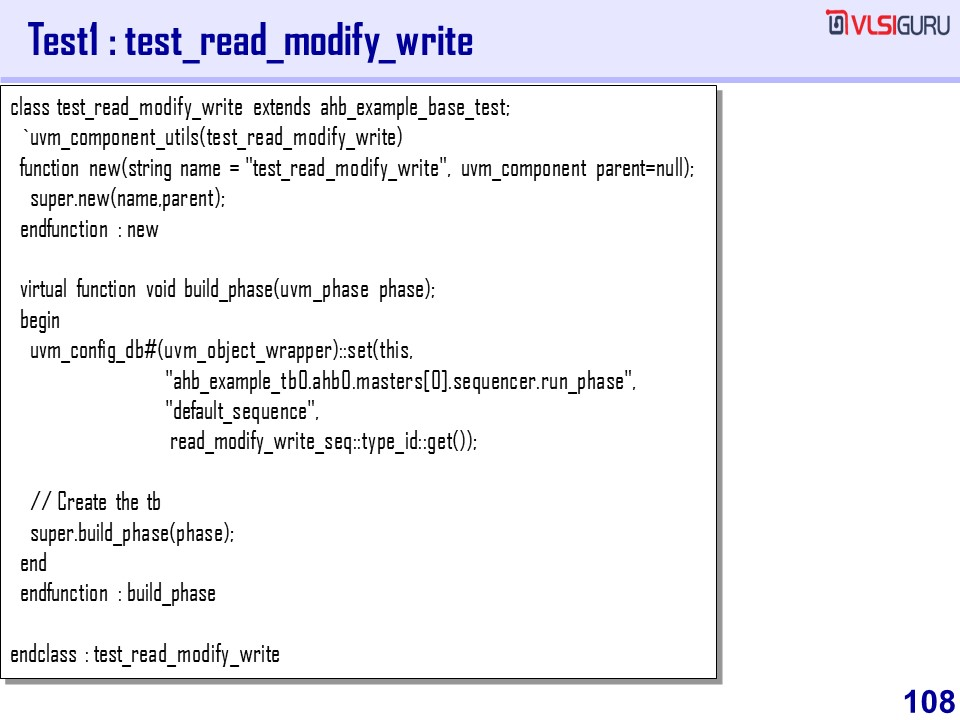 Test1 : test_read_modify_write
VLSIGURU
class test_read_modify_write extends ahb_example_base_test;
`uvm_component_utils(test_read_modify_write)
function new(string name = "test_read_modify_write", uvm_component parent=null);
super.new(name,parent);
endfunction : new
virtual function void build_phase(uvm_phase phase);
begin
uvm_config_db#(uvm_object_wrapper)::set(this,
"ahb_example_tb0.ahb0.masters[0].sequencer.run_phase",
"default_sequence",
read_modify_write_seq::type_id::get());
// Create the tb
super.build_phase(phase);
end
endfunction : build_phase
endclass : test_read_modify_write
108